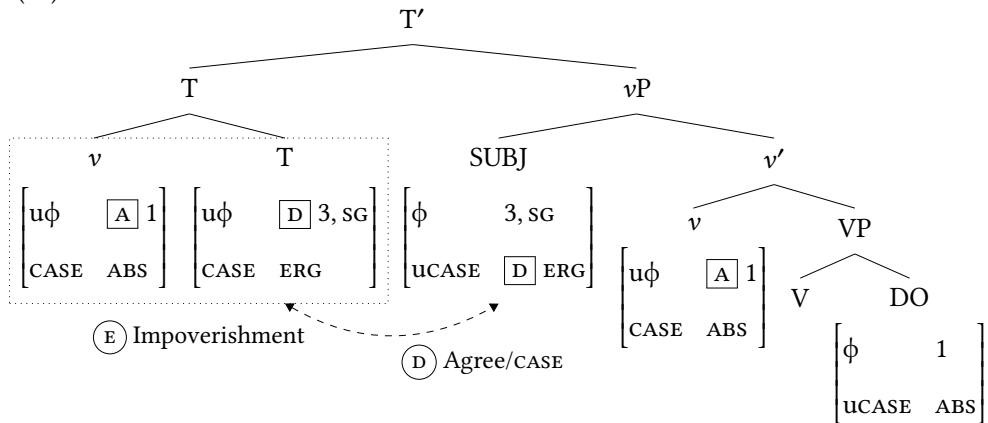 T′
T vP
v T SUBJ v′
uϕ A 1 uϕ D 3, SG ϕ 3, SG v VP
CASE ABS CASE ERG uCASE D ERG uϕ A 1 V DO
E Impoverishment CASE ABS
D Agree/CASE ϕ 1
uCASE ABS